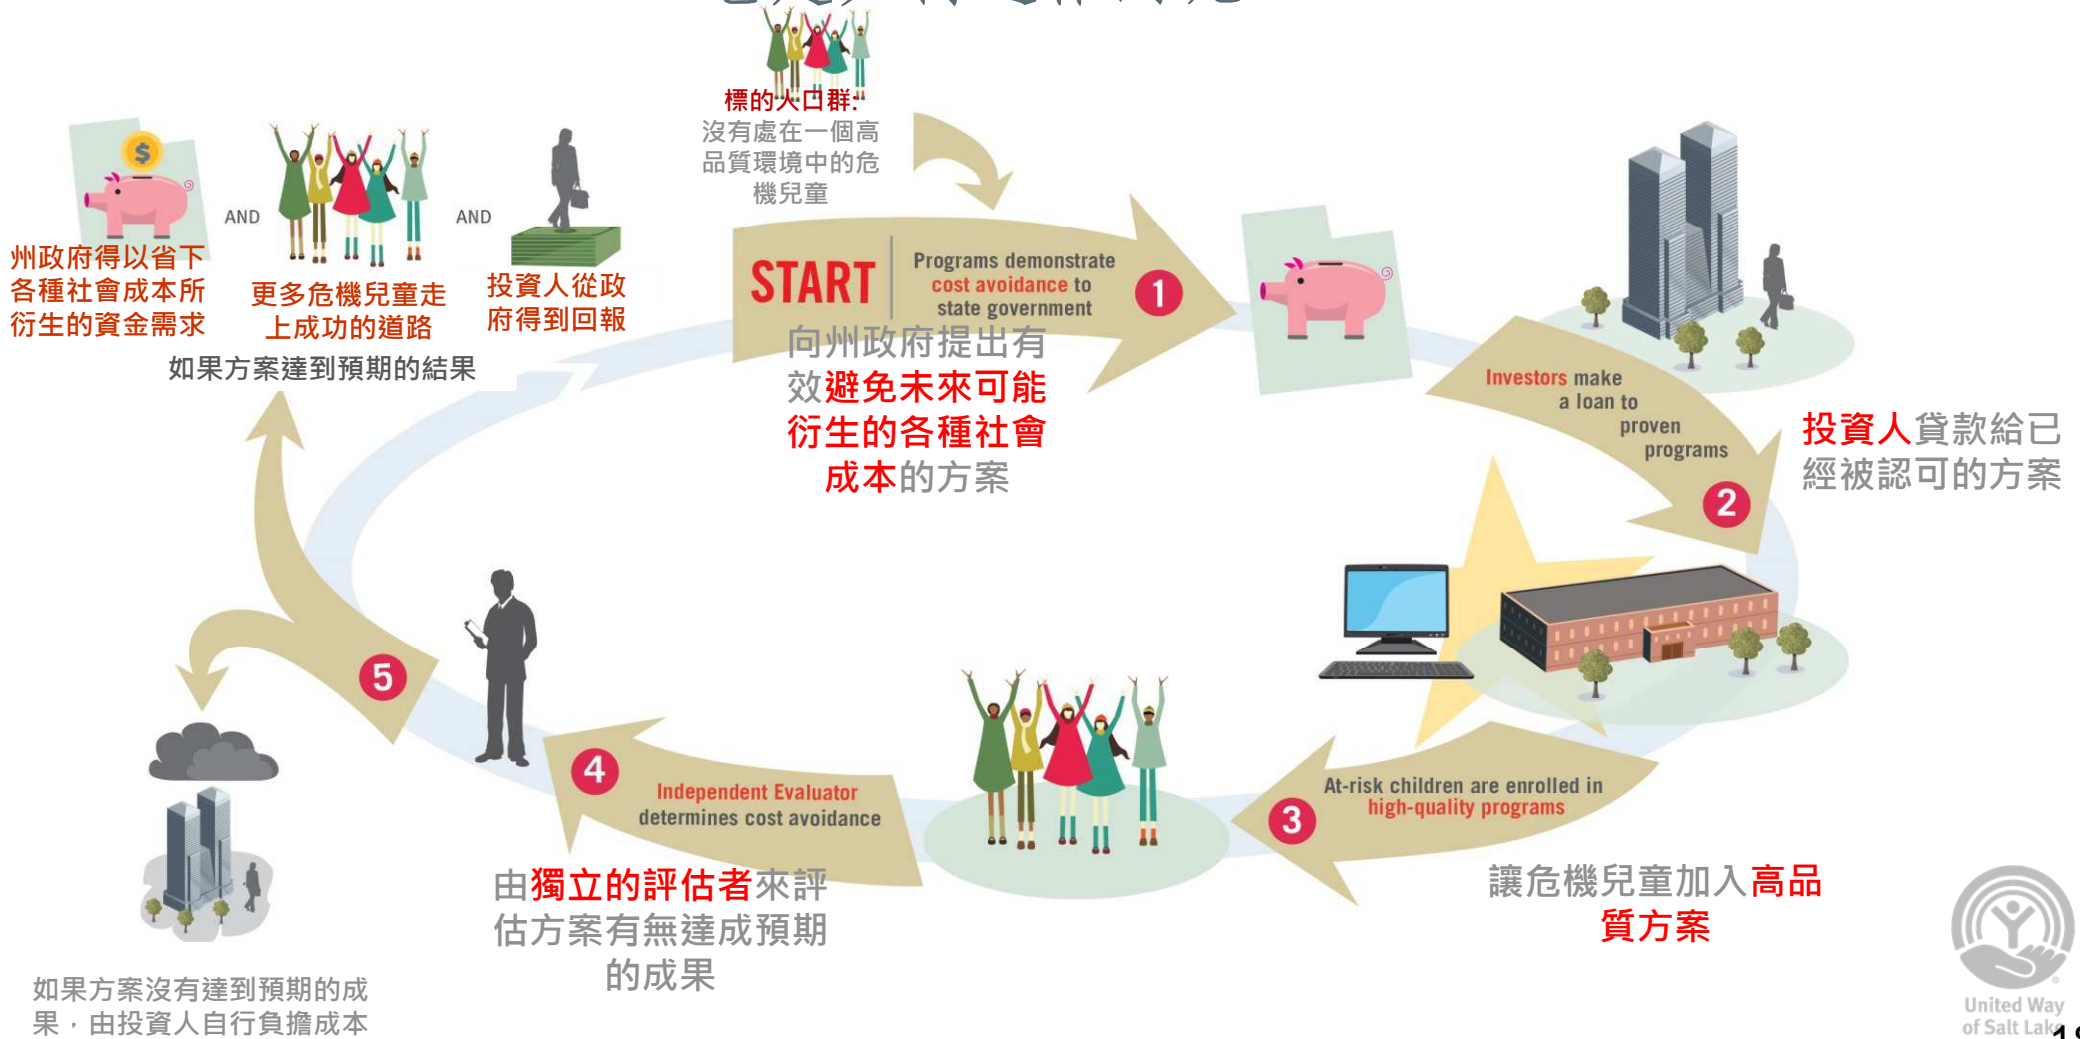 標的人口群:
沒有處在一個高
品質環境中的危
機兒童
AND
AND
州政府得以省下
各種社會成本所
衍生的資金需求
更多危機兒童走
上成功的道路
投資人從政
府得到回報
如果方案達到預期的結果
START
Programs demonstrate
cost avoidance to
state government
1
向州政府提出有
效避免未來可能
衍生的各種社會
成本的方案
Investors make
a loan to
proven
programs
2
投資人貸款給已
經被認可的方案
At-risk children are enrolled in
high-quality programs
3
讓危機兒童加入高品
質方案
4
Independent Evaluator
determines cost avoidance
由獨立的評估者來評
估方案有無達成預期
的成果
5
如果方案沒有達到預期的成
果，由投資人自行負擔成本
United Way
of Salt Lake